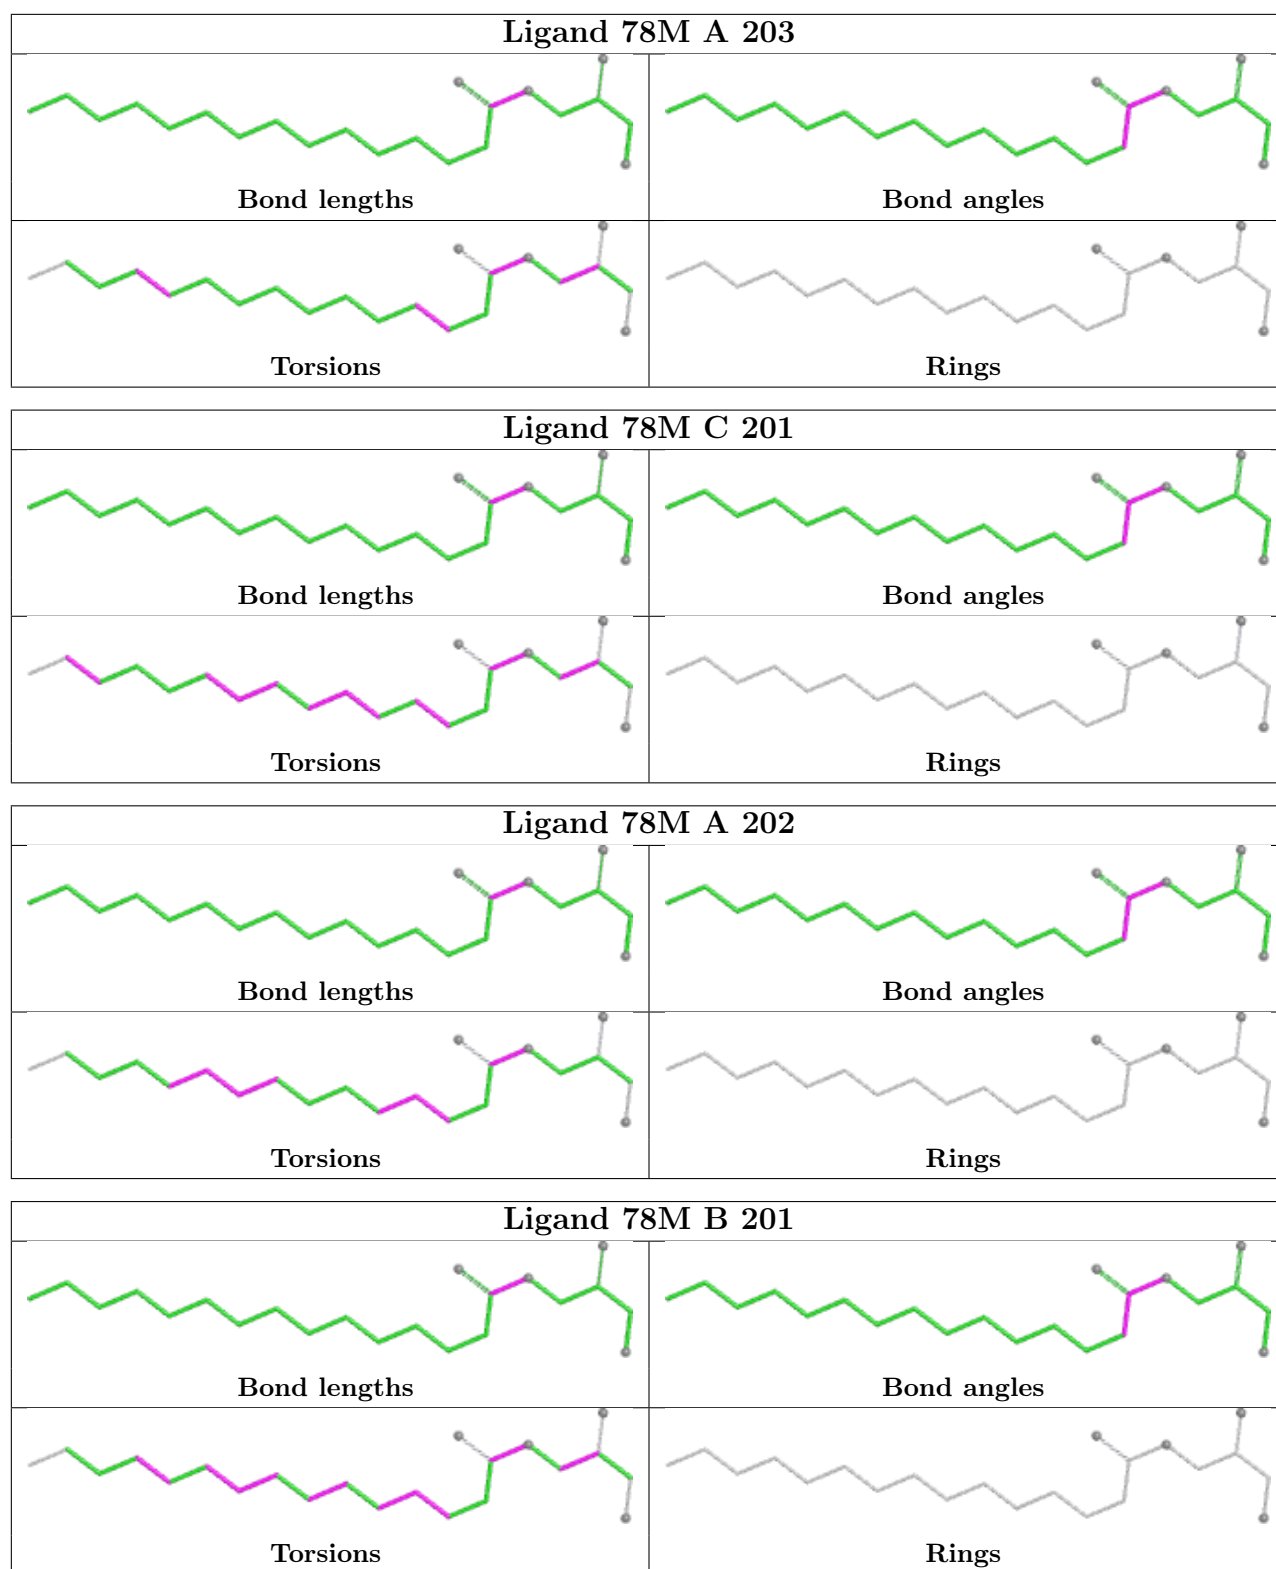 Ligand 78M A 203
Bond lengths
Bond angles
Torsions
Rings
Ligand 78M C 201
Bond lengths
Bond angles
Torsions
Rings
Ligand 78M A 202
Bond lengths
Bond angles
Torsions
Rings
Ligand 78M B 201
Bond lengths
Bond angles
Torsions
Rings